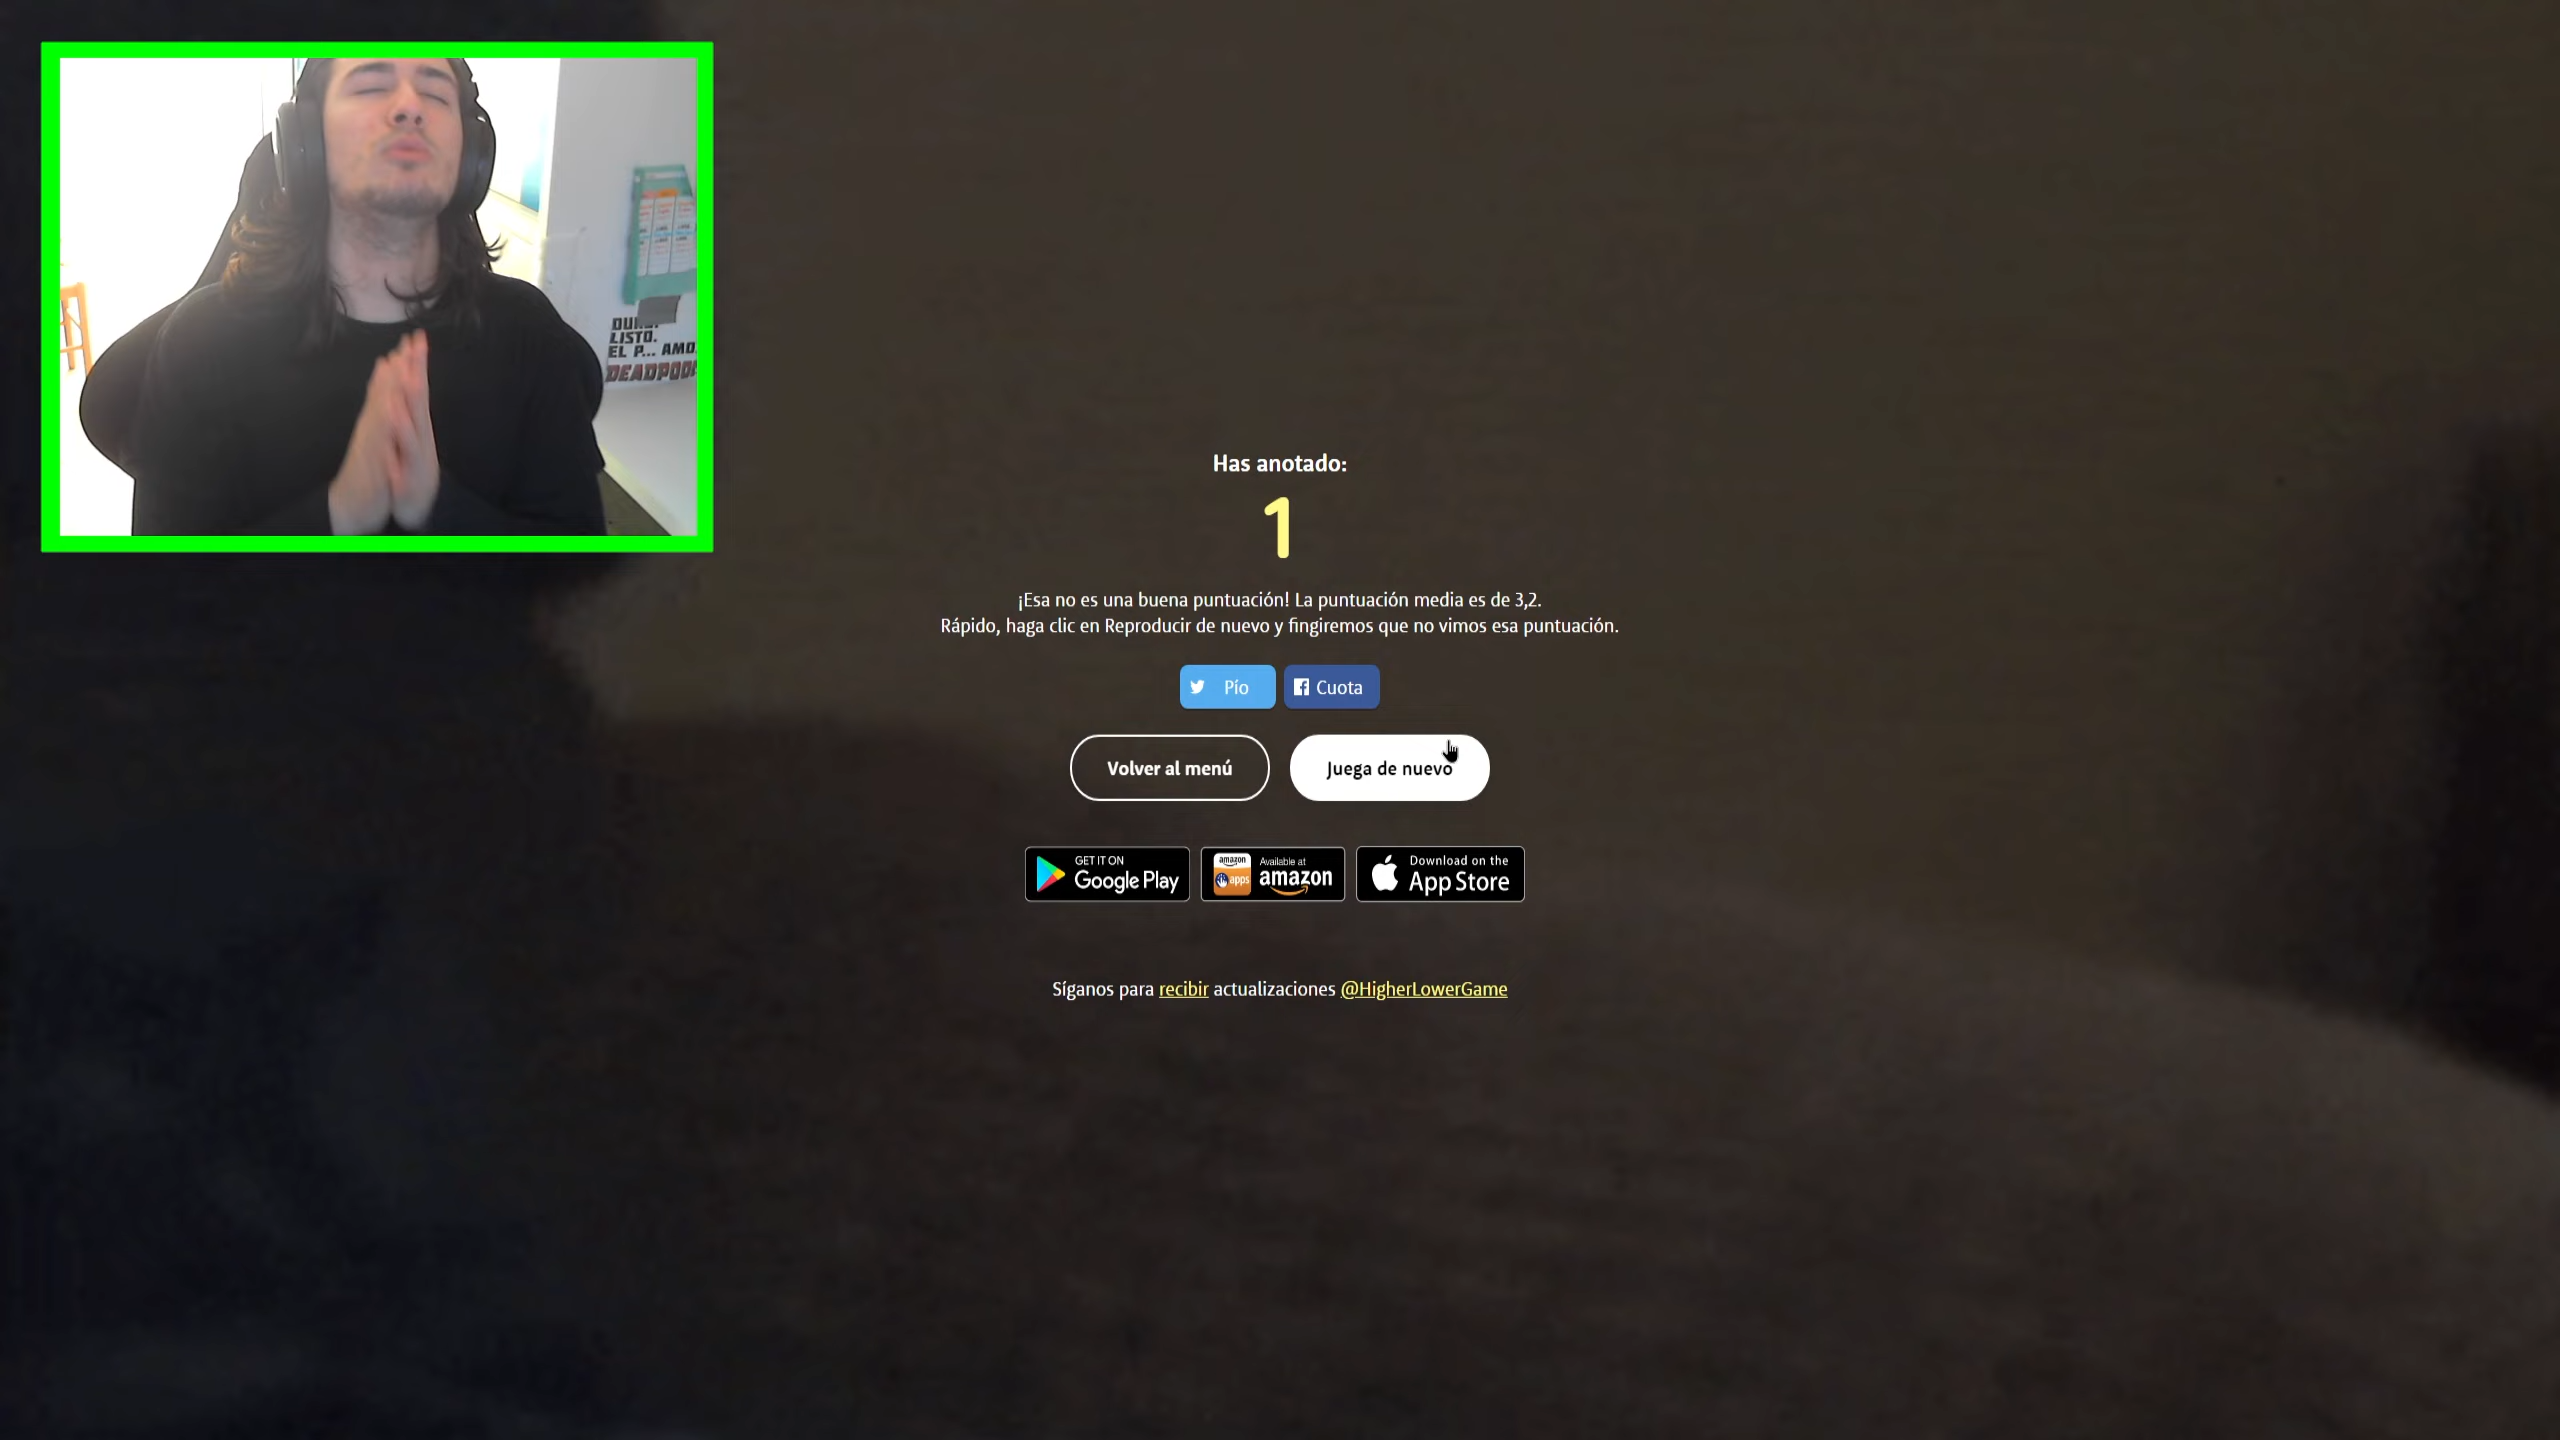 LISTO.
EL P... AMO
DEADPOOL
Has anotado:
1
¡Esa no es una buena puntuación! La puntuación media es de 3,2.
Rápido, haga clic en Reproducir de nuevo y fingiremos que no vimos esa puntuación.
Pío
Cuota
Volver al menú
Juega de nuevo
GET IT ON
Google Play
amazon
apps
Available at
amazon
Download on the
App Store
Síganos para recibir actualizaciones @HigherLowerGame